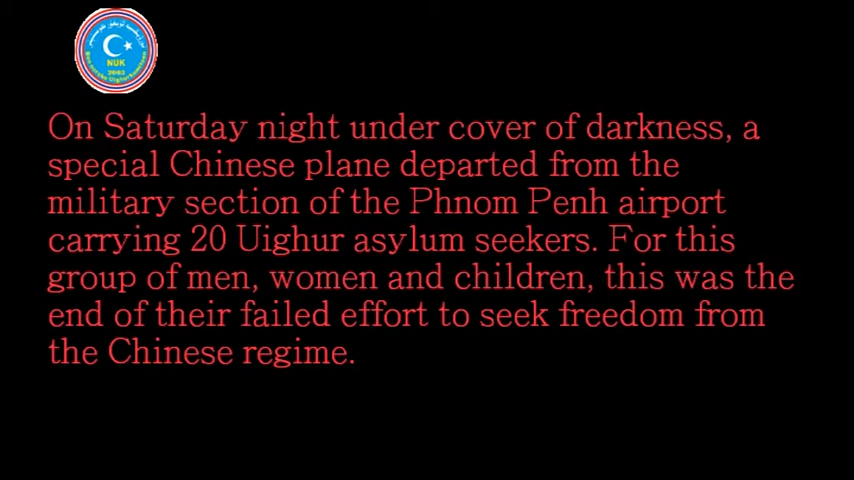 NUK
2003
On Saturday night under cover of darkness, a
special Chinese plane departed from the
military section of the Phnom Penh airport
carrying 20 Uighur asylum seekers. For this
group of men, women and children, this was the
end of their failed effort to seek freedom from
the Chinese regime.